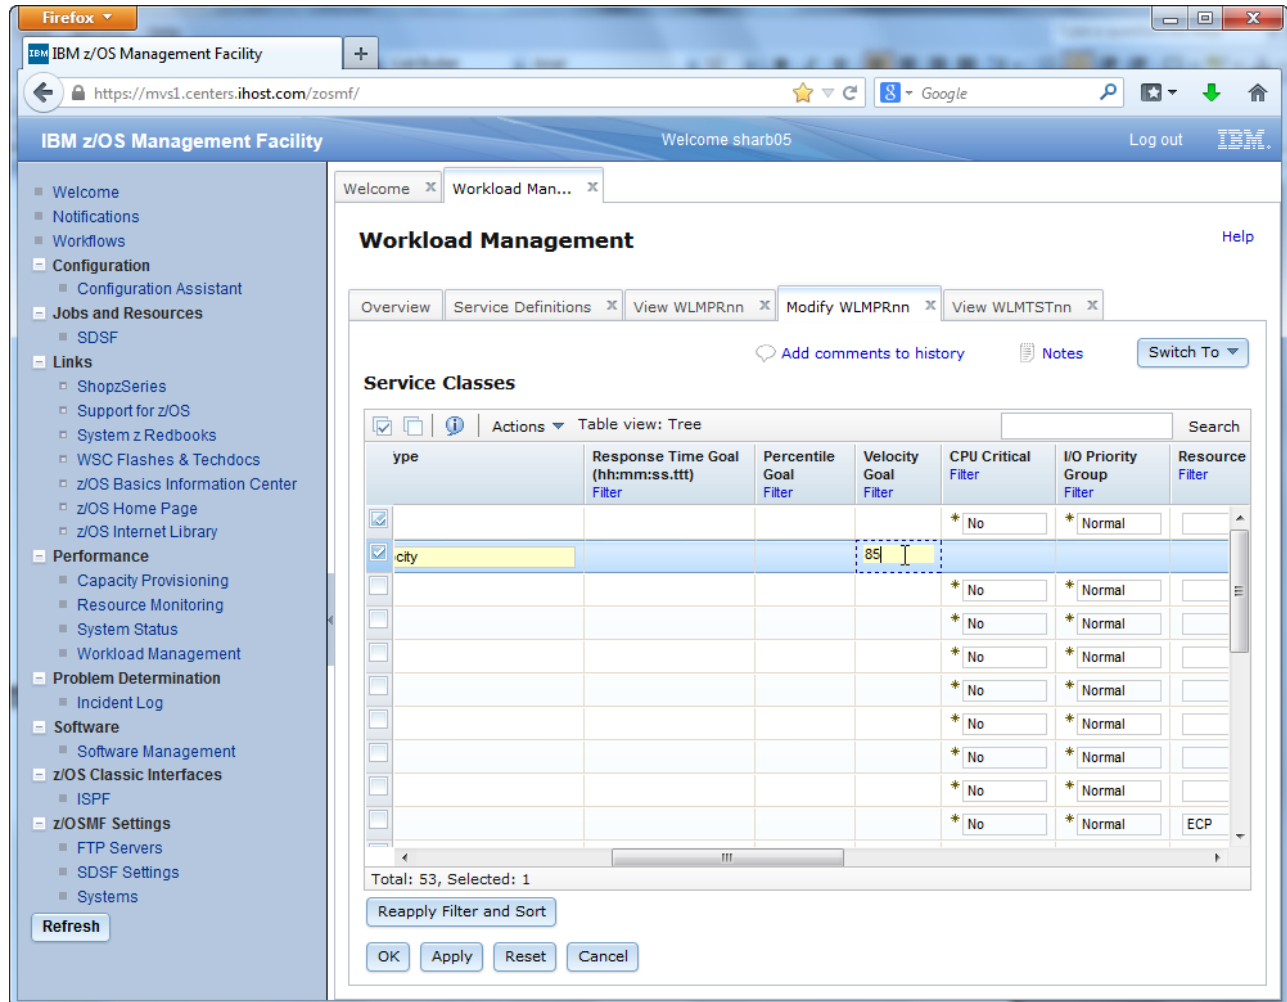 Firefox
IBM z/OS Management Facility
+
https://mvs1.centers.ihost.com/zosmf/
Google
IBM z/OS Management Facility
Welcome sharb05
Log out
IBM.
Welcome
Notifications
Workflows
Configuration
Configuration Assistant
Jobs and Resources
SDSF
Links
ShopzSeries
Support for z/OS
System z Redbooks
WSC Flashes & Techdocs
z/OS Basics Information Center
z/OS Home Page
z/OS Internet Library
Performance
Capacity Provisioning
Resource Monitoring
System Status
Workload Management
Problem Determination
Incident Log
Software
Software Management
z/OS Classic Interfaces
ISPF
z/OSMF Settings
FTP Servers
SDSF Settings
Systems
Refresh
Welcome x Workload Man... x
Workload Management
Help
Overview Service Definitions x View WLMPRnn x Modify WLMPRnn x View WLMTSTnn x
Add comments to history Notes Switch To
Service Classes
Actions Table view: Tree Search
ype Response Time Goal Percentile Velocity CPU Critical I/O Priority Resource
(hh:mm:ss.ttt) Goal Goal Filter Group Filter
Filter Filter Filter Filter
* No * Normal
city 85
* No * Normal
* No * Normal
* No * Normal
* No * Normal
* No * Normal
* No * Normal
* No * Normal
* No * Normal ECP
Total: 53, Selected: 1
Reapply Filter and Sort
OK Apply Reset Cancel